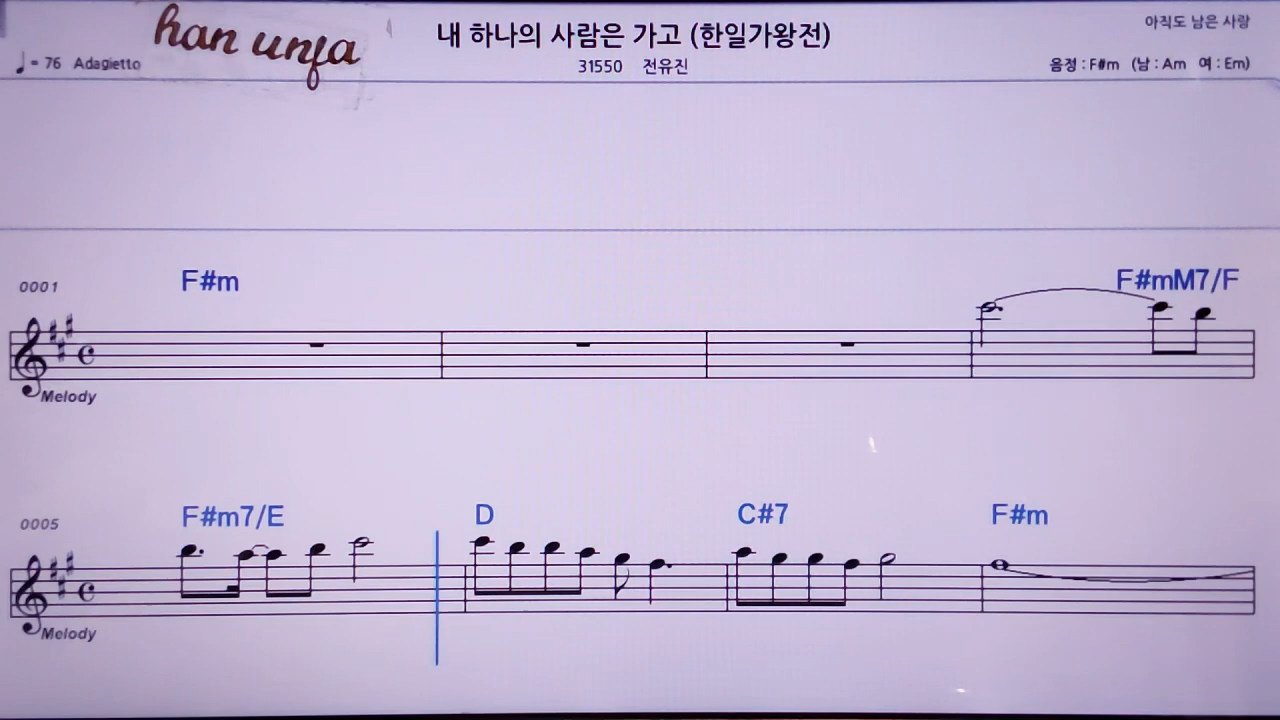 han unfa
내 하나의 사람은 가고 (한일가왕전)
아직도 남은 사랑
♩= 76 Adagietto
31550 전유진
음정 : F#m (남 : Am 여 : Em)
0001 F#m F#mM7/F
Melody
0005 F#m7/E D C#7 F#m
Melody